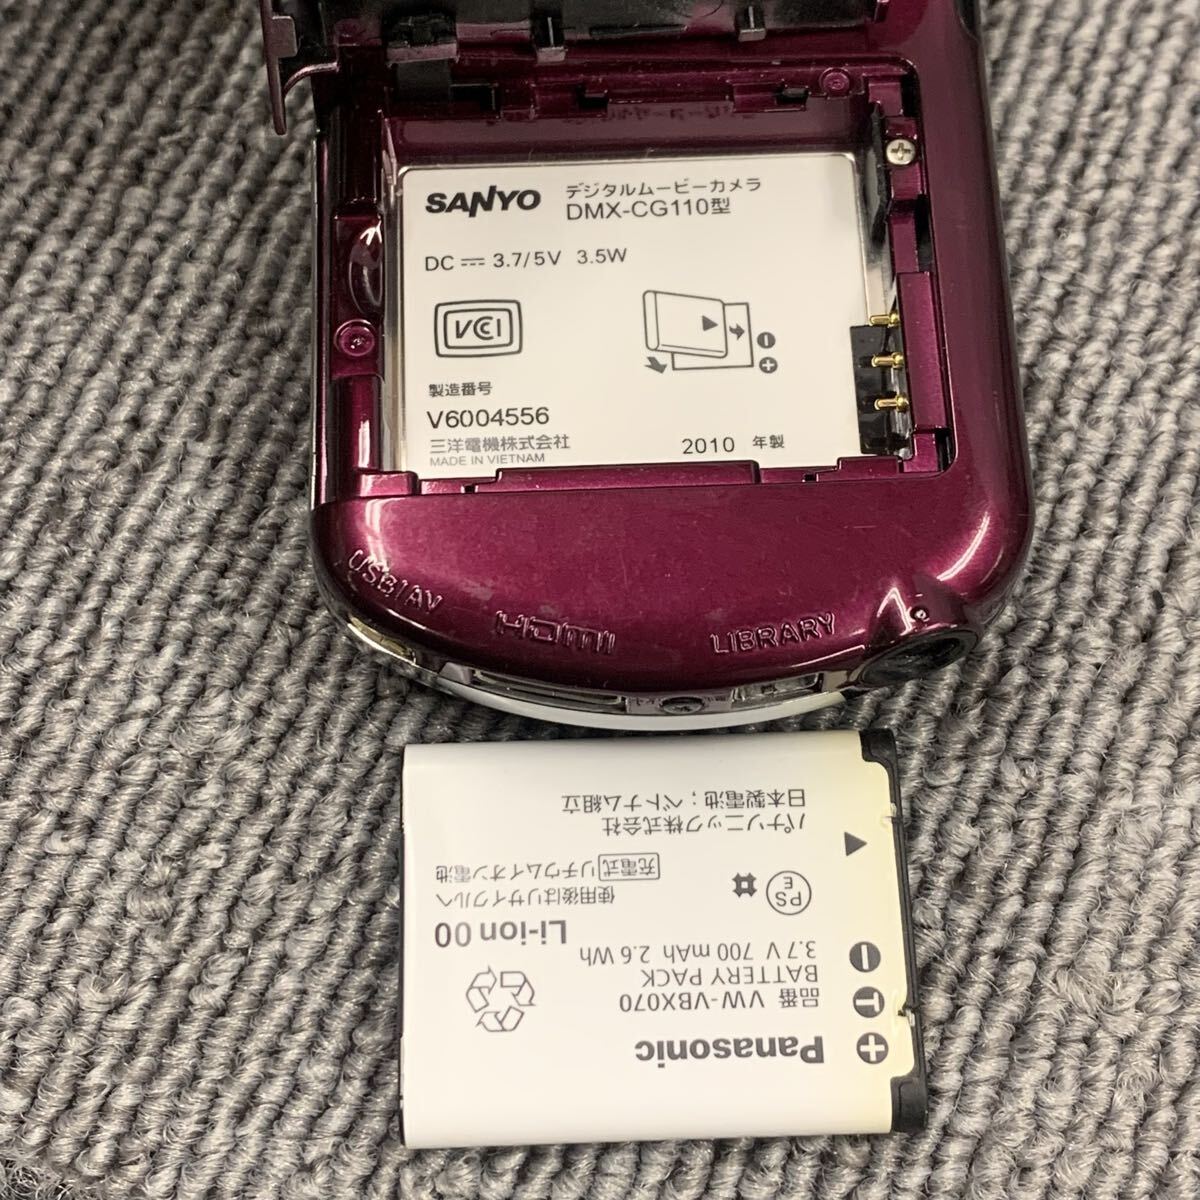 SANYO
デジタルムービーカメラ
DMX-CG110型
DC 3.7/5V 3.5W
VCCI
製造番号
V6004556
三洋電機株式会社
MADE IN VIETNAM
2010 年製
USB/AV
HDMI
LIBRARY
Panasonic
品番 VW-VBX070
BATTERY PACK
3.7 V 700 mAh 2.6 Wh
Li-ion 00
使用後はリサイクルへ
充電式 リチウムイオン電池
PS
E
パナソニック株式会社
日本製電池；ベトナム組立
T